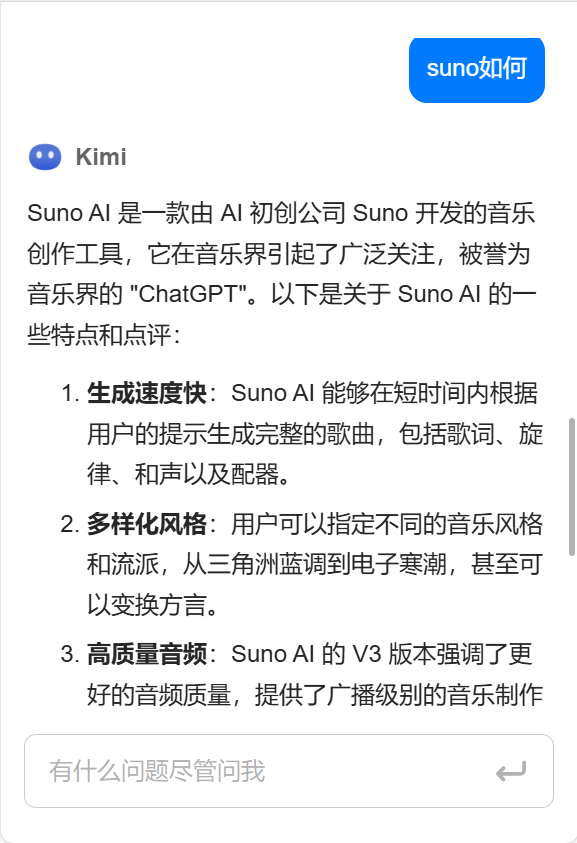 suno如何
Kimi
Suno AI 是一款由 AI 初创公司 Suno 开发的音乐
创作工具，它在音乐界引起了广泛关注，被誉为
音乐界的 "ChatGPT"。以下是关于 Suno AI 的一
些特点和点评：
1. 生成速度快：Suno AI 能够在短时间内根据
用户的提示生成完整的歌曲，包括歌词、旋
律、和声以及配器。
2. 多样化风格：用户可以指定不同的音乐风格
和流派，从三角洲蓝调到电子寒潮，甚至可
以变换方言。
3. 高质量音频：Suno AI 的 V3 版本强调了更
好的音频质量，提供了广播级别的音乐制作
有什么问题尽管问我